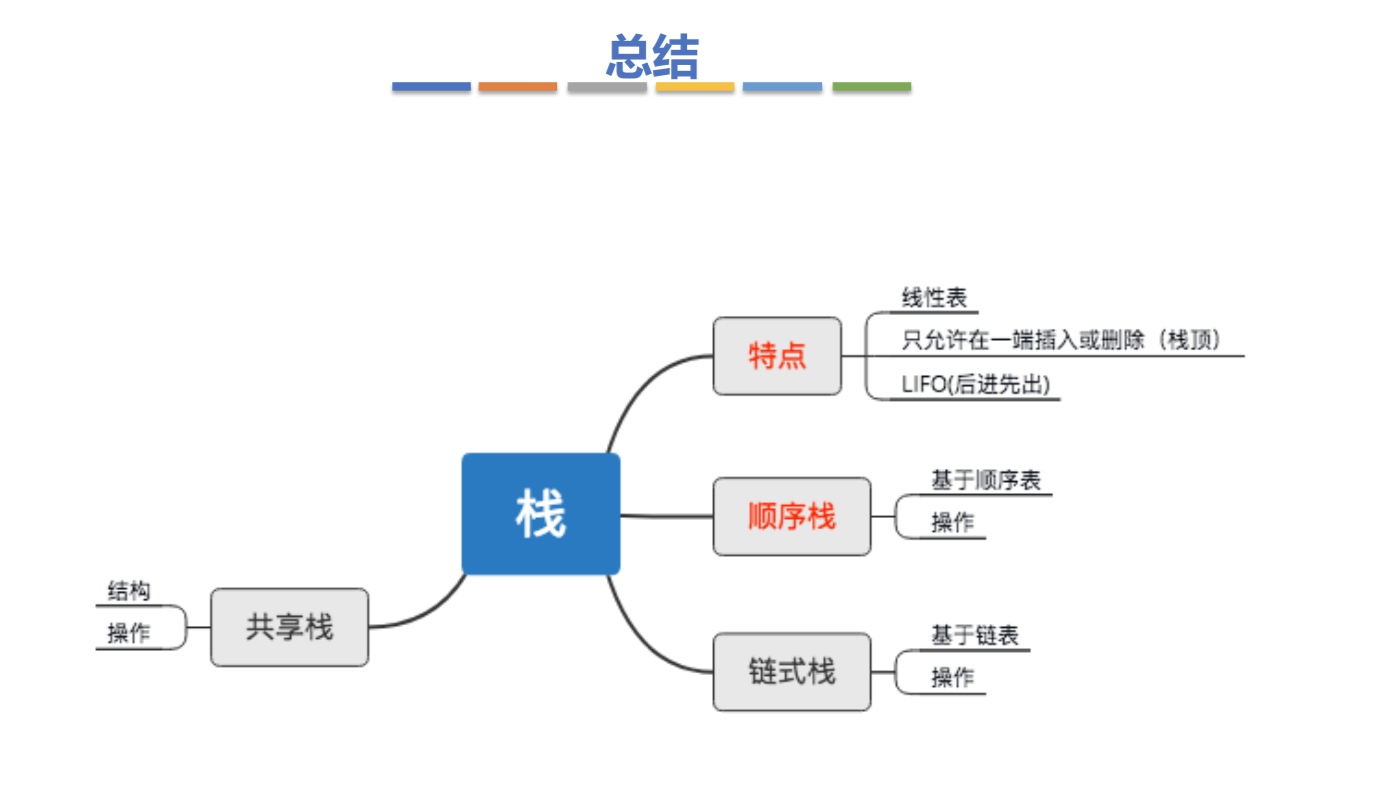 总结
栈
特点
线性表
只允许在一端插入或删除（栈顶）
LIFO(后进先出)
顺序栈
基于顺序表
操作
链式栈
基于链表
操作
共享栈
结构
操作